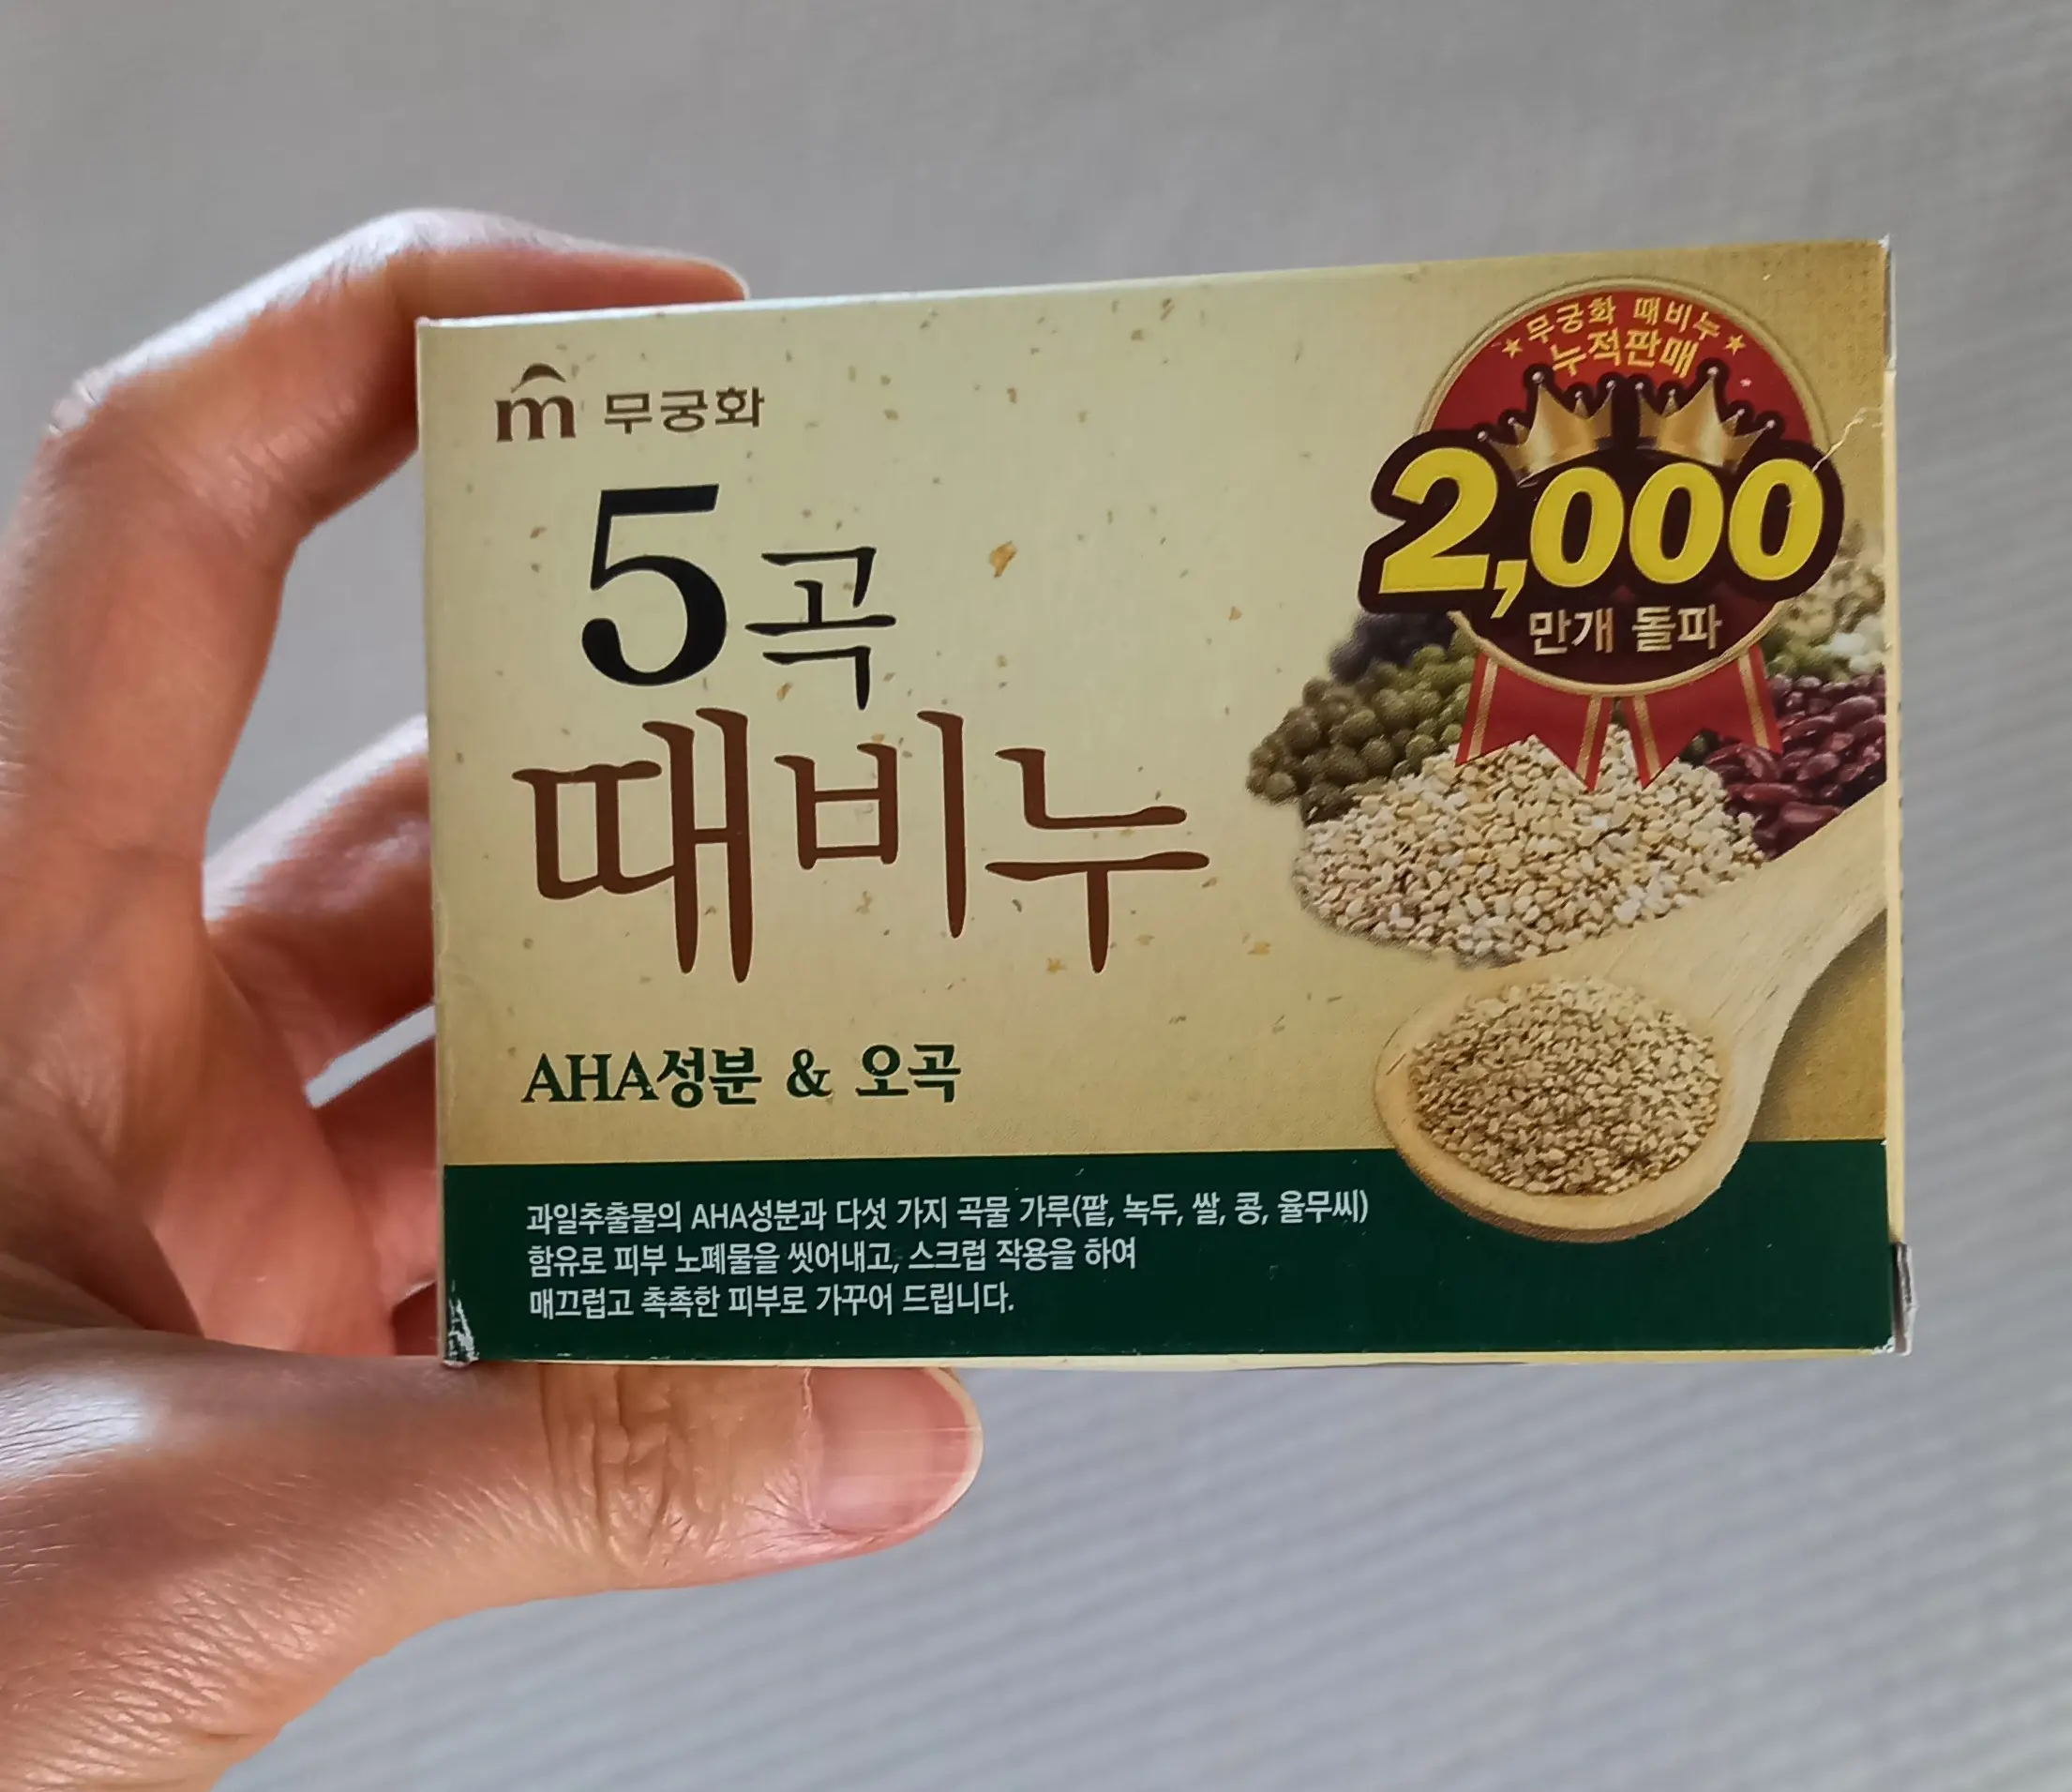 m 무궁화
5곡
때비누
AHA성분 & 오곡
과일추출물의 AHA성분과 다섯 가지 곡물 가루(팥, 녹두, 쌀, 콩, 율무씨)
함유로 피부 노폐물을 씻어내고, 스크럽 작용을 하여
매끄럽고 촉촉한 피부로 가꾸어 드립니다.
★무궁화 때비누★
누적판매
2,000
만개 돌파